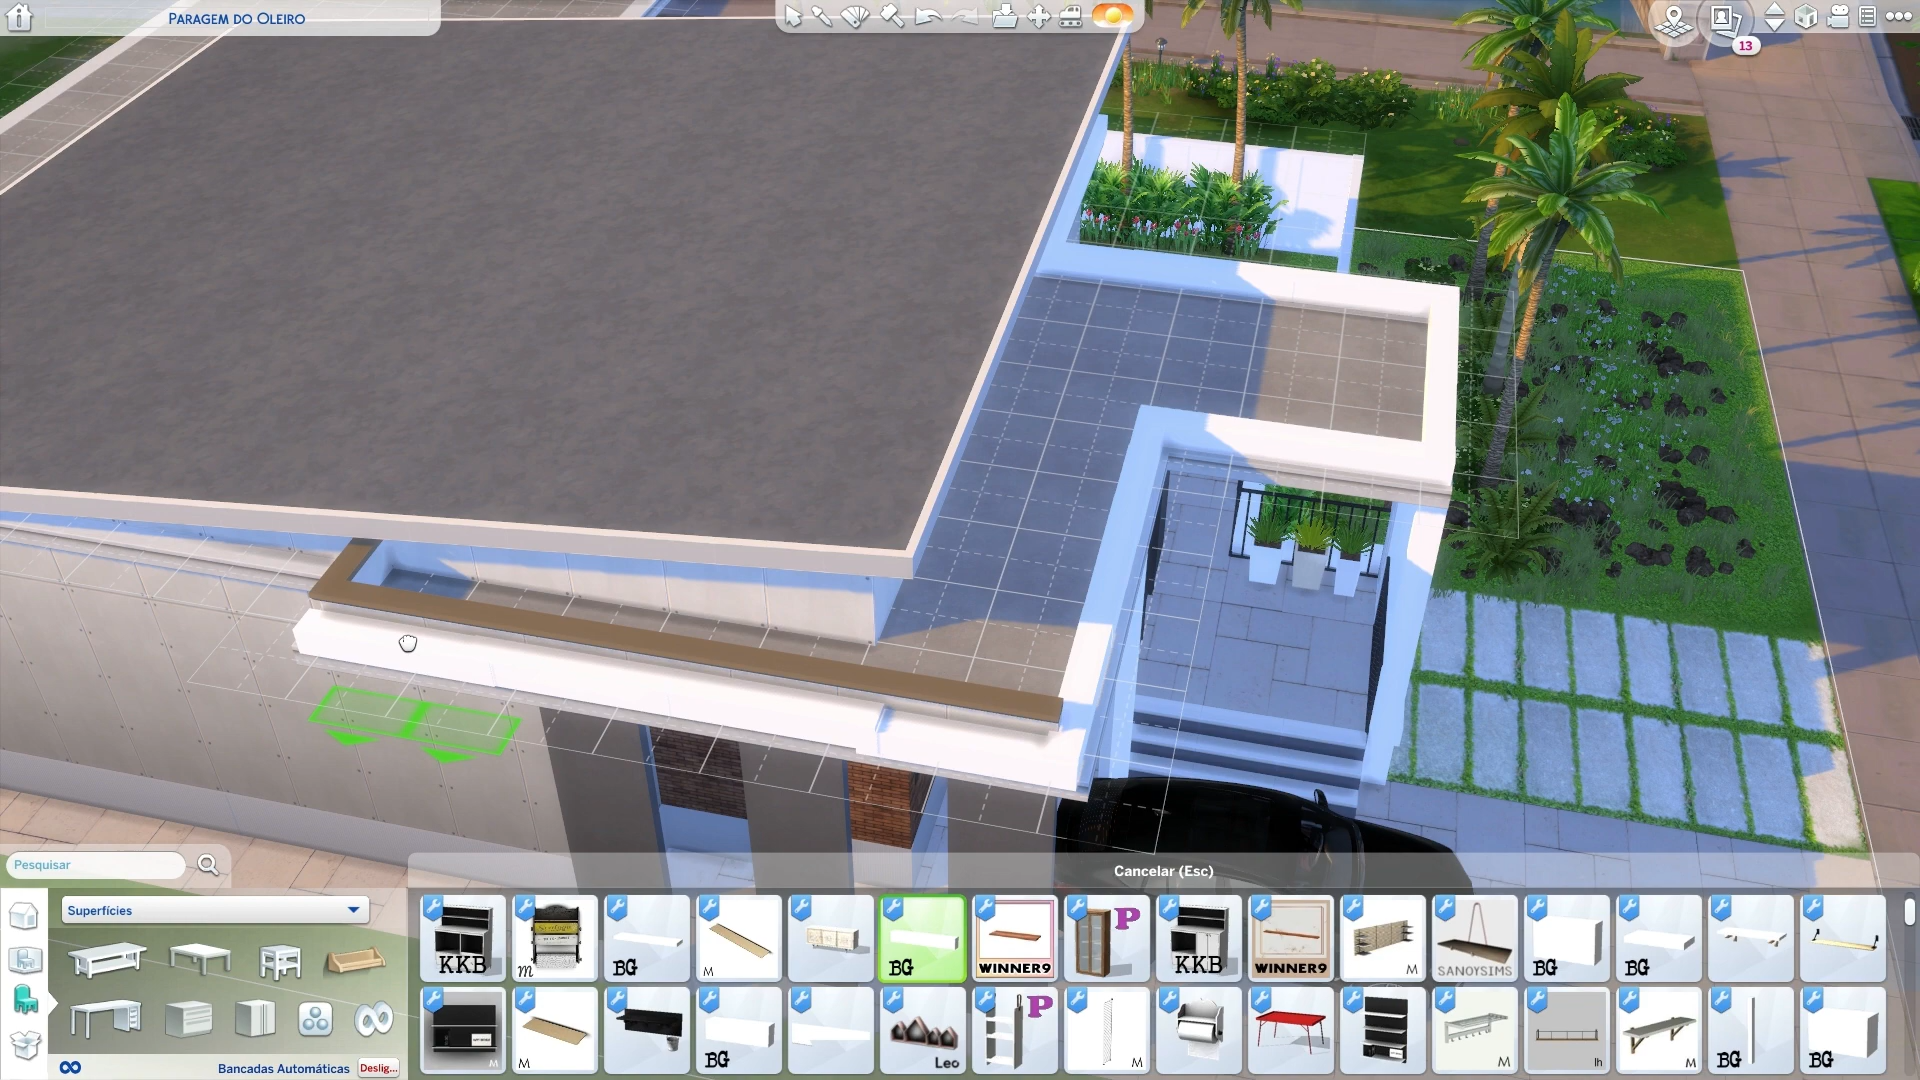 Paragem do Oleiro
13
Pesquisar
Cancelar (Esc)
Superfícies
KKB
m
BG
M
BG
WINNER9
P
KKB
WINNER9
M
SANOYSIMS
BG
BG
M
M
BG
Leo
P
M
M
lh
M
BG
BG
Bancadas Automáticas
Deslig...